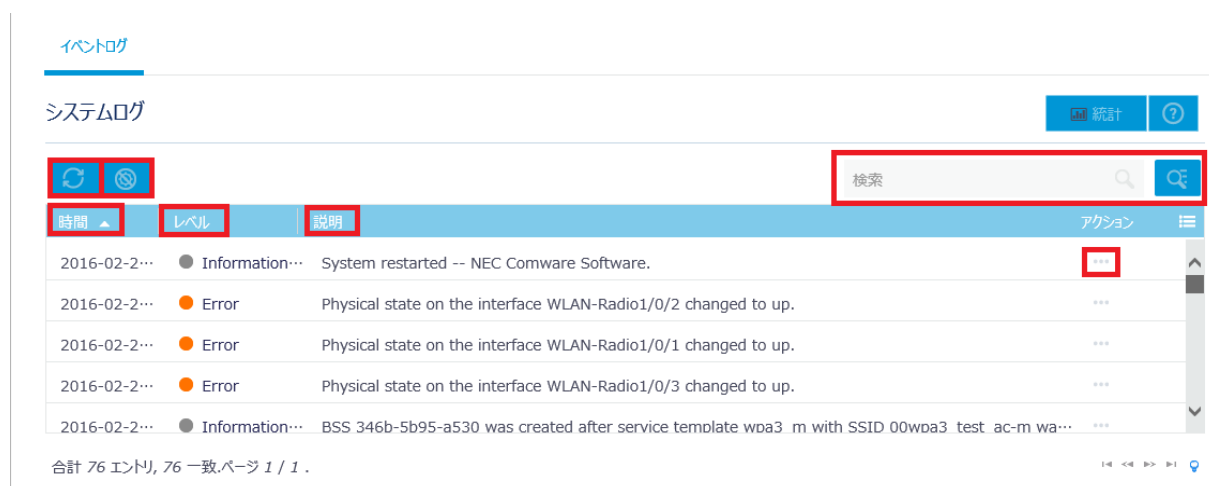 イベントログ
システムログ
統計
検索
時間 レベル 説明 アクション
2016-02-2… Information… System restarted -- NEC Comware Software.
2016-02-2… Error Physical state on the interface WLAN-Radio1/0/2 changed to up.
2016-02-2… Error Physical state on the interface WLAN-Radio1/0/1 changed to up.
2016-02-2… Error Physical state on the interface WLAN-Radio1/0/3 changed to up.
2016-02-2… Information… BSS 346b-5b95-a530 was created after service template wpa3_m with SSID 00wpa3_test_ac-m wa…
合計 76 エントリ, 76 一致.ページ 1 / 1 .